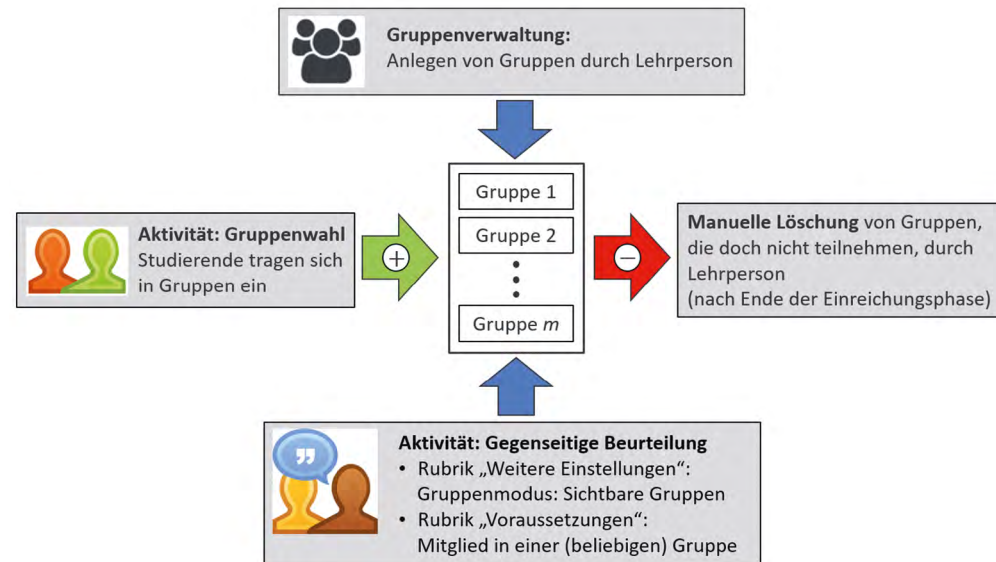 Gruppenverwaltung:
Anlegen von Gruppen durch Lehrperson
Aktivität: Gruppenwahl
Studierende tragen sich
in Gruppen ein
+
Gruppe 1
Gruppe 2
Gruppe m
−
Manuelle Löschung von Gruppen,
die doch nicht teilnehmen, durch
Lehrperson
(nach Ende der Einreichungsphase)
Aktivität: Gegenseitige Beurteilung
• Rubrik „Weitere Einstellungen“:
Gruppenmodus: Sichtbare Gruppen
• Rubrik „Voraussetzungen“:
Mitglied in einer (beliebigen) Gruppe